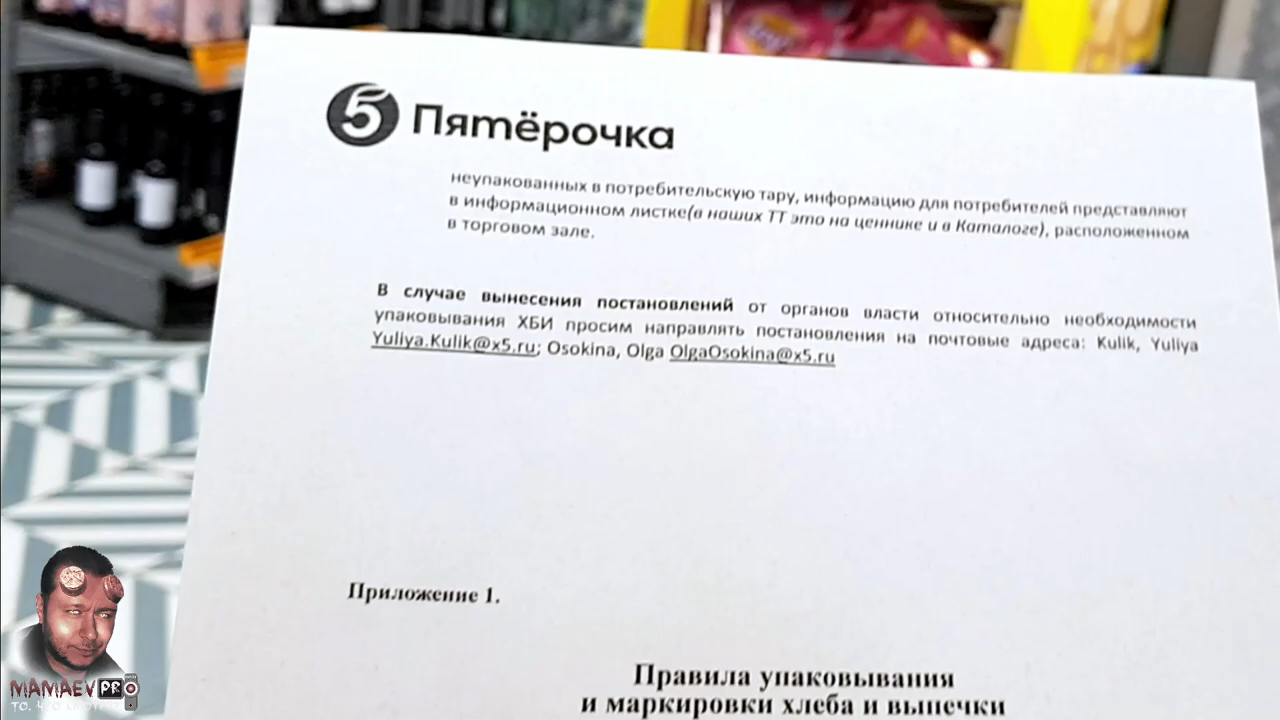 5 Пятёрочка
неупакованных в потребительскую тару, информацию для потребителей представляют
в информационном листке(в наших ТТ это на ценнике и в Каталоге), расположенном
в торговом зале.
В случае вынесения постановлений от органов власти относительно необходимости
упаковывания ХБИ просим направлять постановления на почтовые адреса: Kulik, Yuliya
Yuliya.Kulik@x5.ru; Osokina, Olga OlgaOsokina@x5.ru
Приложение 1.
Правила упаковывания
и маркировки хлеба и выпечки
MAMAEV PRO